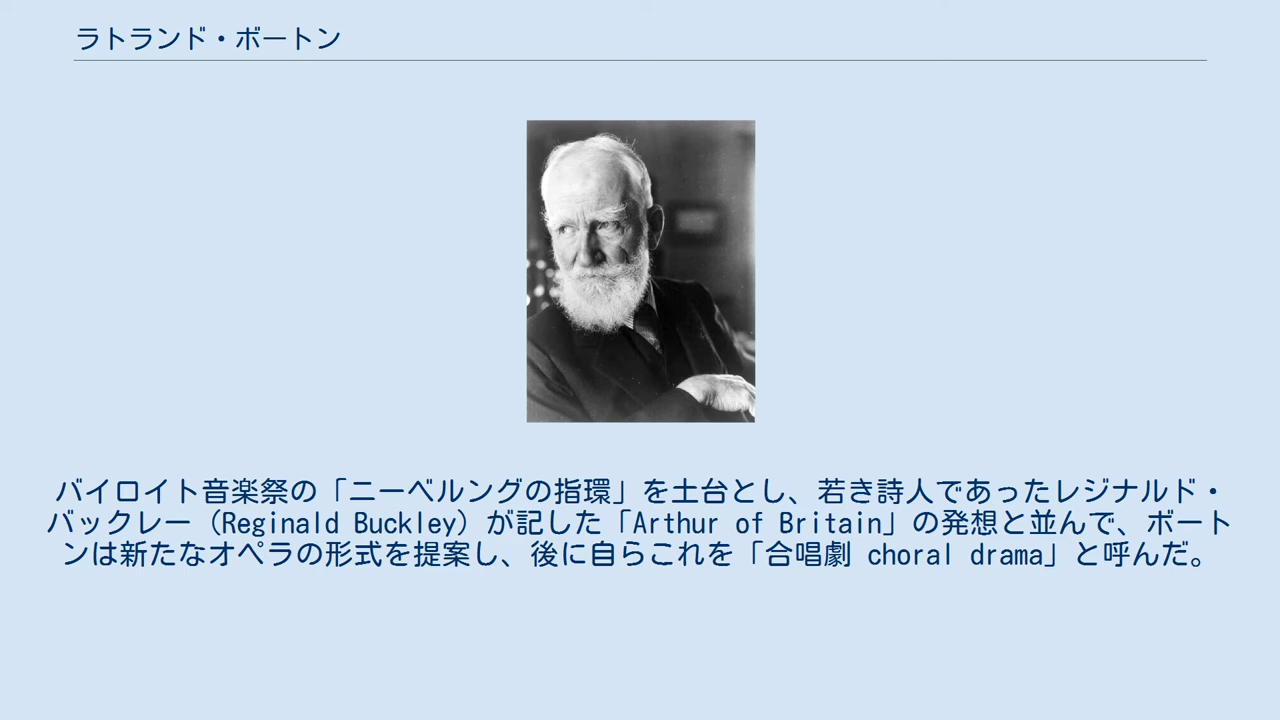 ラトランド・ボートン
バイロイト音楽祭の「ニーベルングの指環」を土台とし、若き詩人であったレジナルド・
バックレー（Reginald Buckley）が記した「Arthur of Britain」の発想と並んで、ボート
ンは新たなオペラの形式を提案し、後に自らこれを「合唱劇 choral drama」と呼んだ。